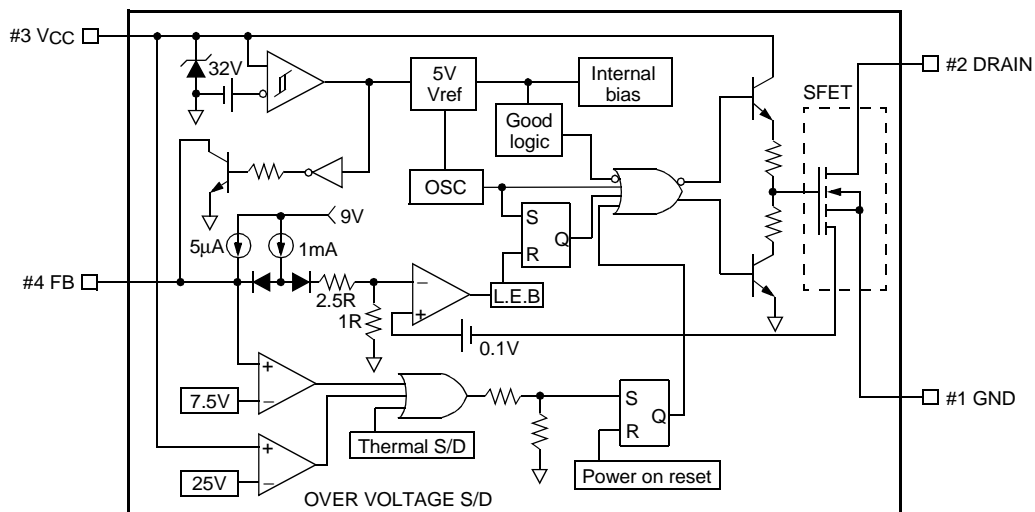 #3 VCC
32V
5V
Vref
Internal
bias
#2 DRAIN
SFET
Good
logic
OSC
9V
5μA
1mA
S
R
Q
#4 FB
2.5R
1R
−
+
L.E.B
0.1V
+
−
7.5V
Thermal S/D
S
R
Q
#1 GND
+
−
25V
Power on reset
OVER VOLTAGE S/D